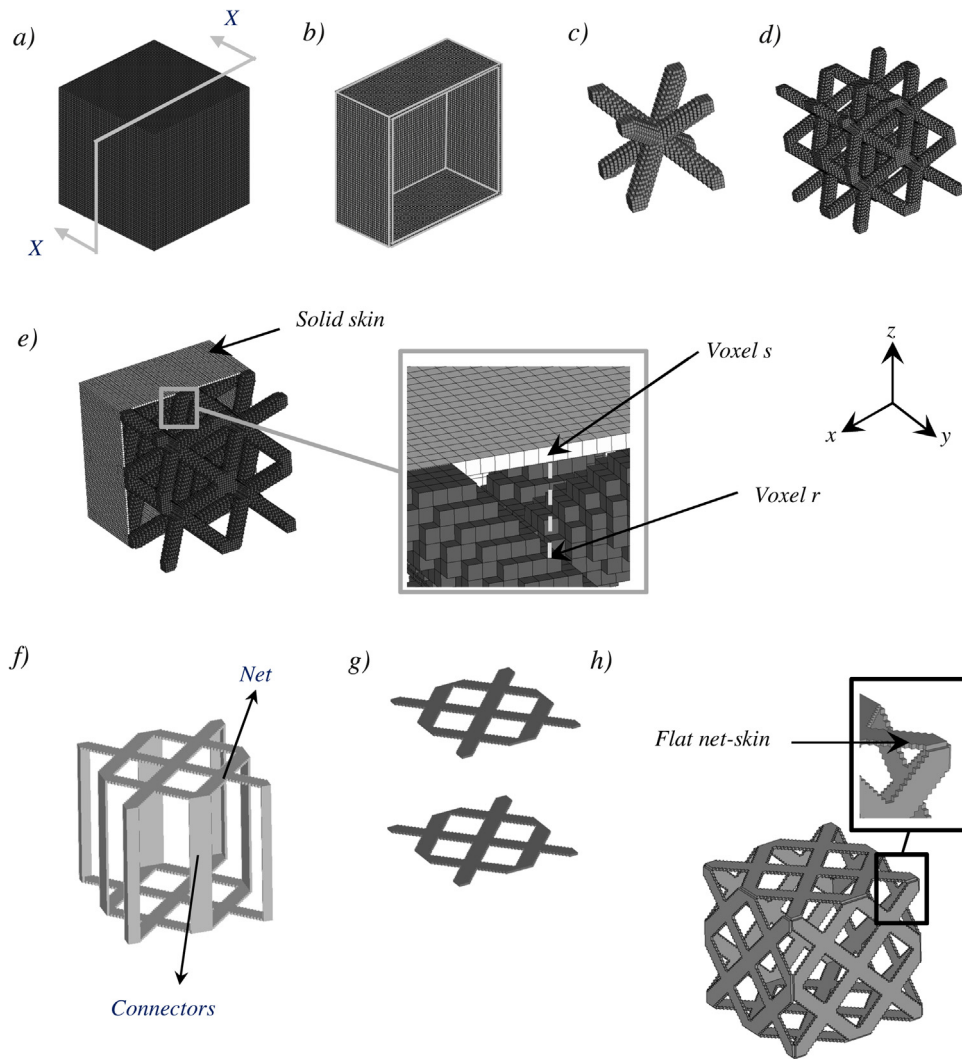 a)
X
X
b)
c)
d)
e)
Solid skin
Voxel s
Voxel r
z
x
y
f)
Net
Connectors
g)
h)
Flat net-skin